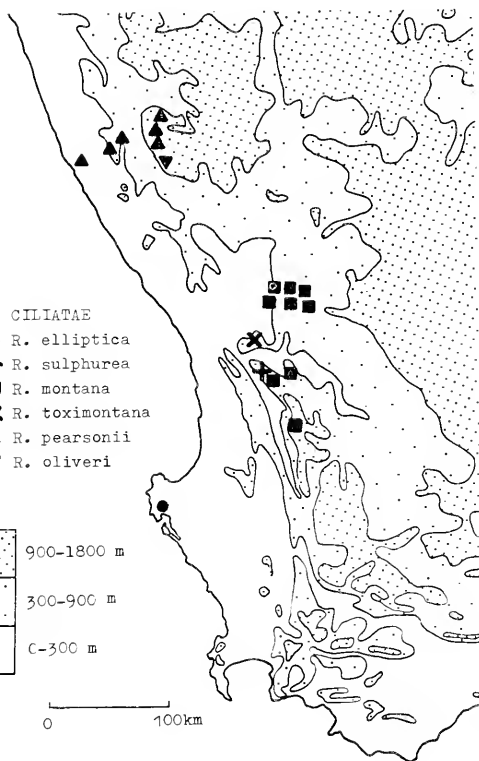 CILIATAE
R. elliptica
R. sulphurea
R. montana
R. toximontana
R. pearsonii
R. oliveri
900-1800 m
300-900 m
C-300 m
0 100km